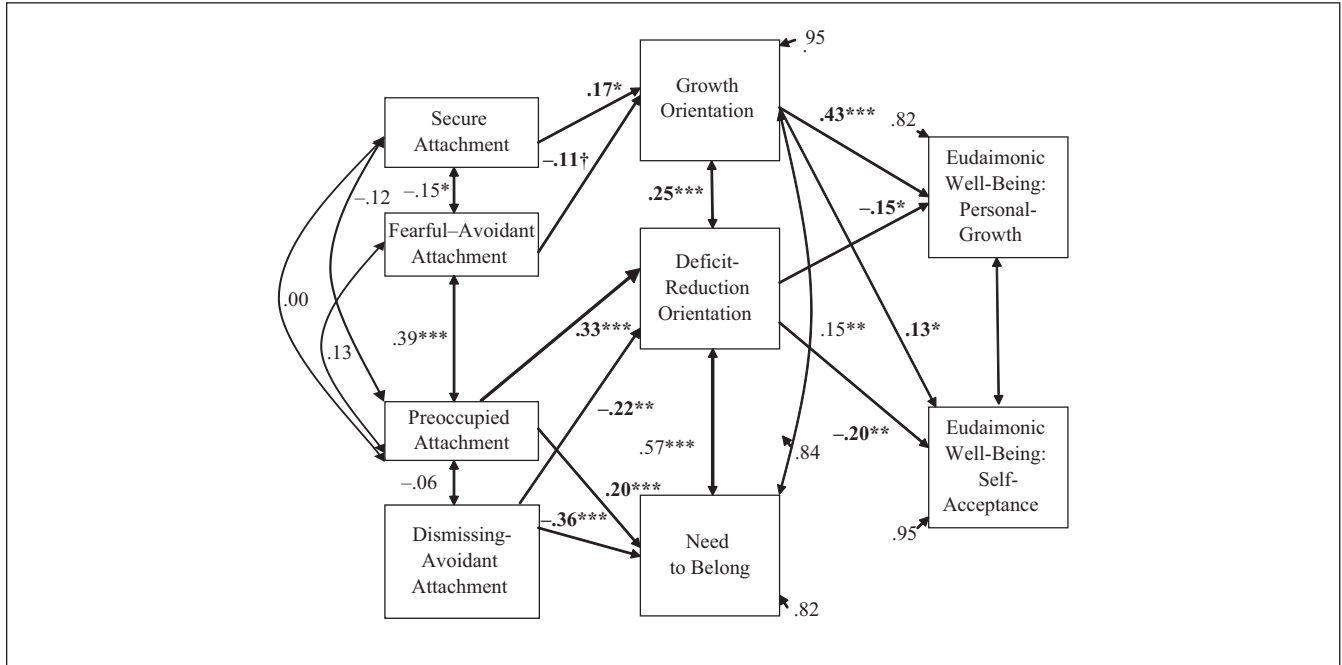 .95
Growth
Orientation
.17*
Secure
Attachment
.43***
.82
–.11†
Eudaimonic
Well-Being:
Personal-
Growth
–.12
–.15*
.25***
–.15*
Fearful–Avoidant
Attachment
Deficit-
Reduction
Orientation
.00
.13
.39***
.33***
.15**
.13*
Preoccupied
Attachment
–.22**
.57***
.84
–.20**
Eudaimonic
Well-Being:
Self-
Acceptance
–.06
.20***
–.36***
Dismissing-
Avoidant
Attachment
Need
to Belong
.95
.82